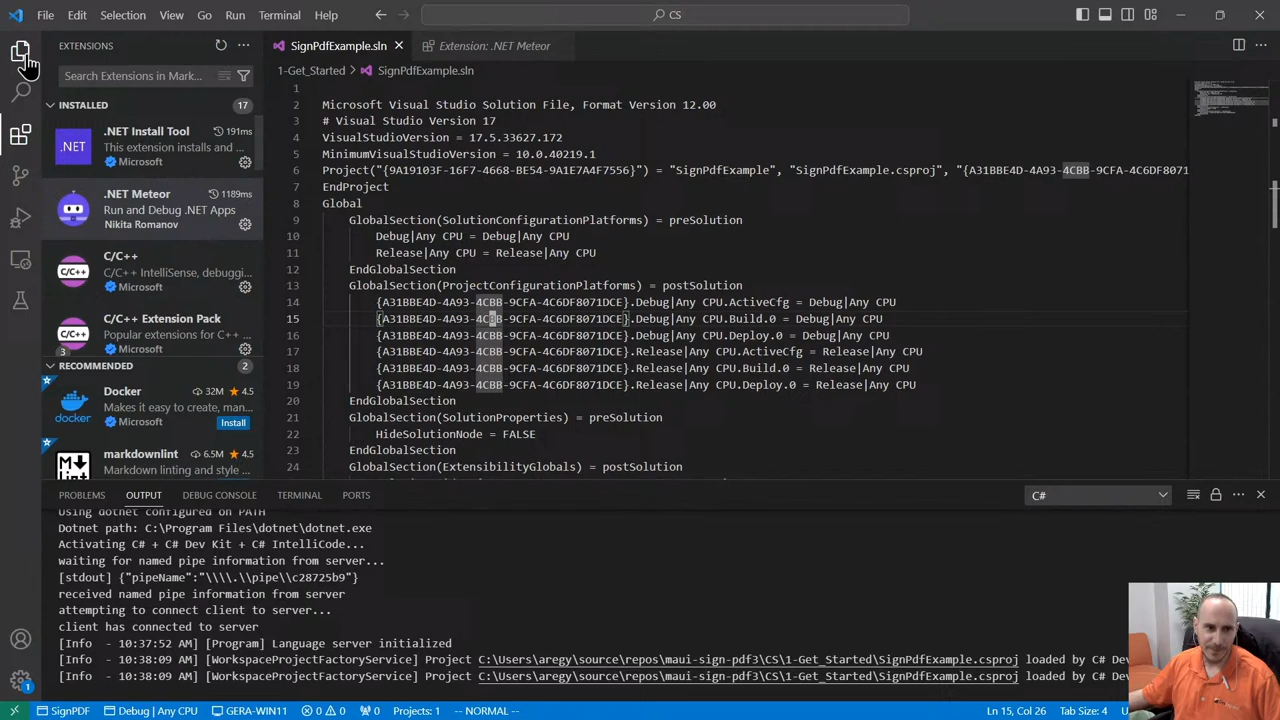 File Edit Selection View Go Run Terminal Help
CS
EXTENSIONS
Search Extensions in Mark...
INSTALLED 17
.NET Install Tool 191ms
This extension installs and ...
Microsoft
.NET Meteor 1189ms
Run and Debug .NET Apps
Nikita Romanov
C/C++
C/C++ IntelliSense, debuggi...
Microsoft
C/C++ Extension Pack
Popular extensions for C++ ...
Microsoft
3
RECOMMENDED 2
Docker 32M 4.5
Makes it easy to create, man...
Microsoft Install
markdownlint 6.5M 4.5
Markdown linting and style ...
SignPdfExample.sln
Extension: .NET Meteor
1-Get_Started > SignPdfExample.sln
1
2 Microsoft Visual Studio Solution File, Format Version 12.00
3 # Visual Studio Version 17
4 VisualStudioVersion = 17.5.33627.172
5 MinimumVisualStudioVersion = 10.0.40219.1
6 Project("{9A19103F-16F7-4668-BE54-9A1E7A4F7556}") = "SignPdfExample", "SignPdfExample.csproj", "{A31BBE4D-4A93-4CBB-9CFA-4C6DF8071
7 EndProject
8 Global
9 GlobalSection(SolutionConfigurationPlatforms) = preSolution
10 Debug|Any CPU = Debug|Any CPU
11 Release|Any CPU = Release|Any CPU
12 EndGlobalSection
13 GlobalSection(ProjectConfigurationPlatforms) = postSolution
14 {A31BBE4D-4A93-4CBB-9CFA-4C6DF8071DCE}.Debug|Any CPU.ActiveCfg = Debug|Any CPU
15 {A31BBE4D-4A93-4CBB-9CFA-4C6DF8071DCE}.Debug|Any CPU.Build.0 = Debug|Any CPU
16 {A31BBE4D-4A93-4CBB-9CFA-4C6DF8071DCE}.Debug|Any CPU.Deploy.0 = Debug|Any CPU
17 {A31BBE4D-4A93-4CBB-9CFA-4C6DF8071DCE}.Release|Any CPU.ActiveCfg = Release|Any CPU
18 {A31BBE4D-4A93-4CBB-9CFA-4C6DF8071DCE}.Release|Any CPU.Build.0 = Release|Any CPU
19 {A31BBE4D-4A93-4CBB-9CFA-4C6DF8071DCE}.Release|Any CPU.Deploy.0 = Release|Any CPU
20 EndGlobalSection
21 GlobalSection(SolutionProperties) = preSolution
22 HideSolutionNode = FALSE
23 EndGlobalSection
24 GlobalSection(ExtensibilityGlobals) = postSolution
PROBLEMS OUTPUT DEBUG CONSOLE TERMINAL PORTS C#
Using dotnet configured on PATH
Dotnet path: C:\Program Files\dotnet\dotnet.exe
Activating C# + C# Dev Kit + C# IntelliCode...
waiting for named pipe information from server...
[stdout] {"pipeName":"\\\\.\\pipe\\c28725b9"}
received named pipe information from server
attempting to connect client to server...
client has connected to server
[Info - 10:37:52 AM] [Program] Language server initialized
[Info - 10:38:09 AM] [WorkspaceProjectFactoryService] Project C:\Users\aregy\source\repos\maui-sign-pdf3\CS\1-Get_Started\SignPdfExample.csproj loaded by C# Dev
[Info - 10:38:09 AM] [WorkspaceProjectFactoryService] Project C:\Users\aregy\source\repos\maui-sign-pdf3\CS\1-Get_Started\SignPdfExample.csproj loaded by C# Dev
1
SignPDF Debug | Any CPU GERA-WIN11 0 0 0 Projects: 1 -- NORMAL -- Ln 15, Col 26 Tab Size: 4